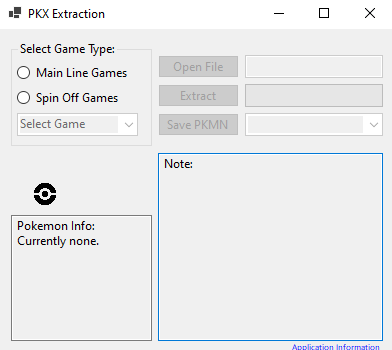 PKX Extraction
Select Game Type:
Main Line Games
Spin Off Games
Select Game
Open File
Extract
Save PKMN
Note:
Pokemon Info:
Currently none.
Application Information